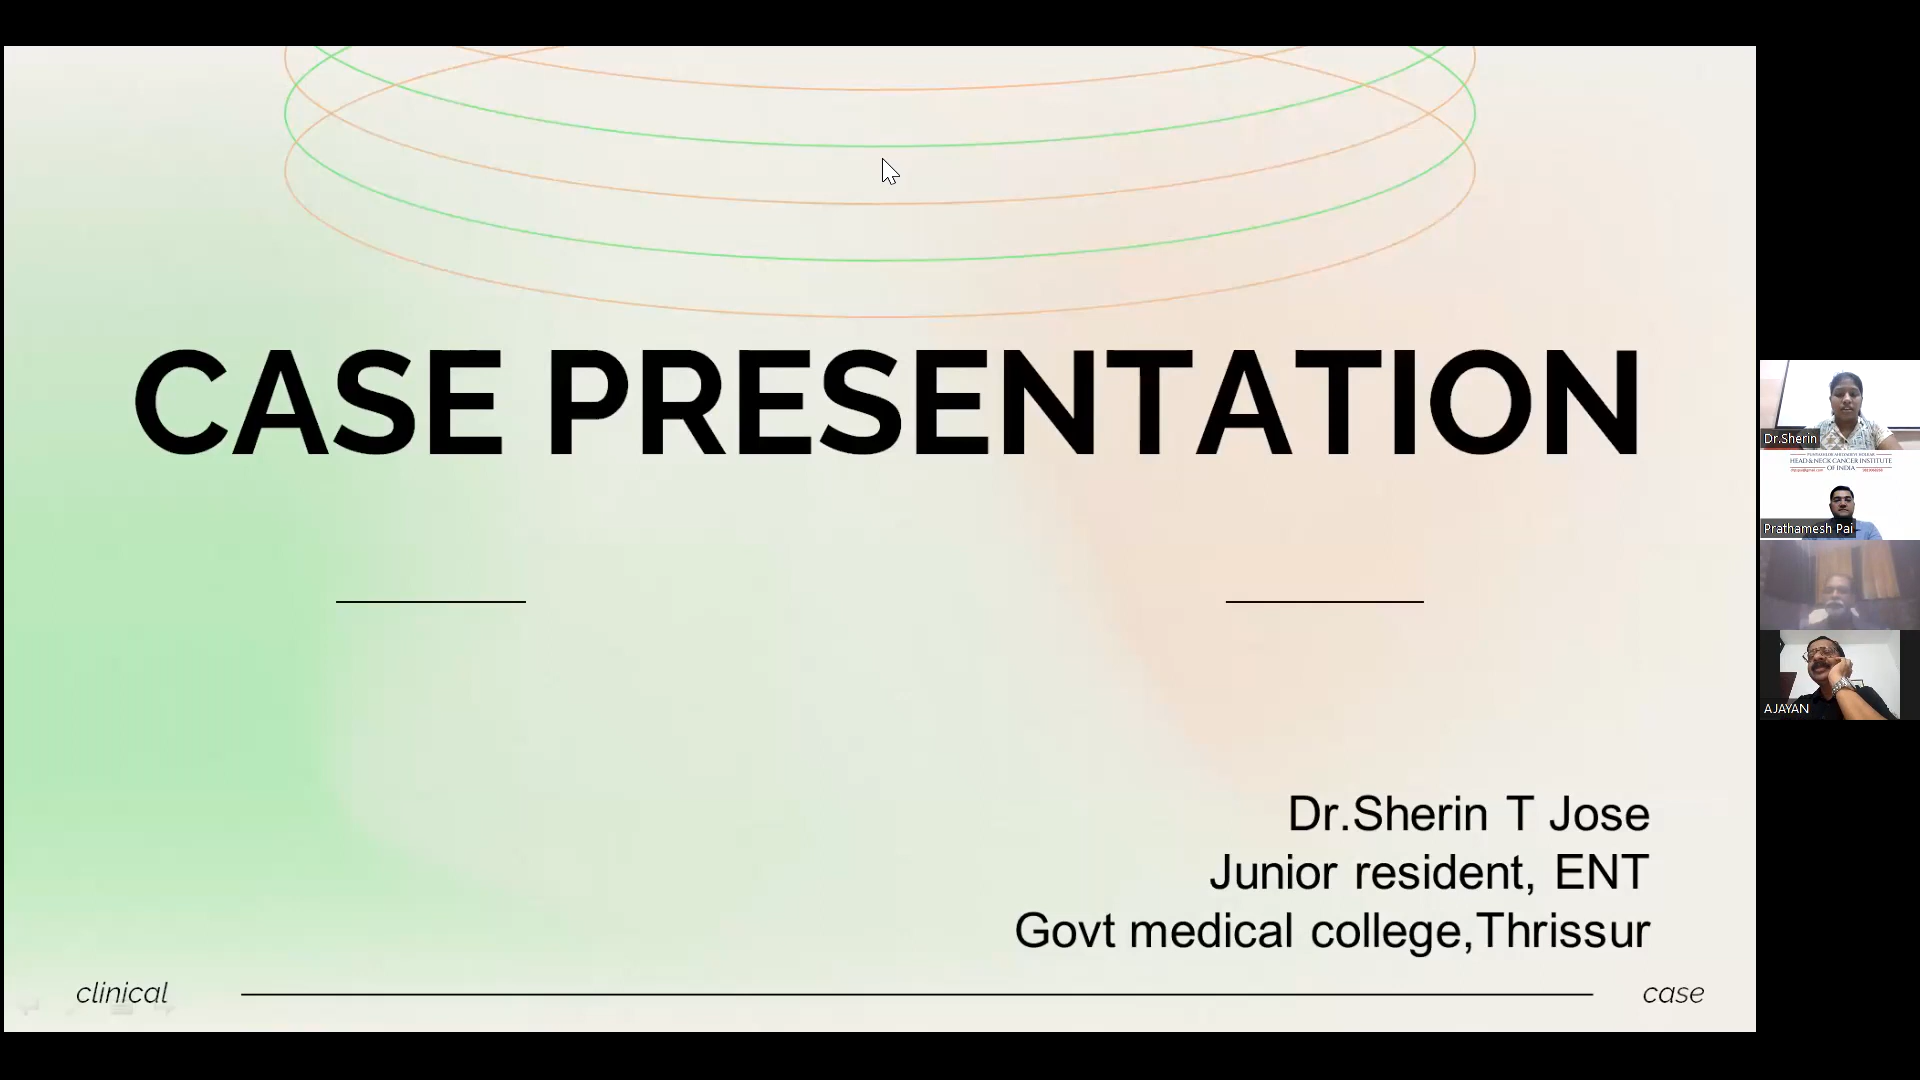 CASE PRESENTATION
Dr.Sherin T Jose
Junior resident, ENT
Govt medical college,Thrissur
clinical
case
Dr.Sherin
HEAD & NECK CANCER INSTITUTE
OF INDIA
Prathamesh Pai
AJAYAN